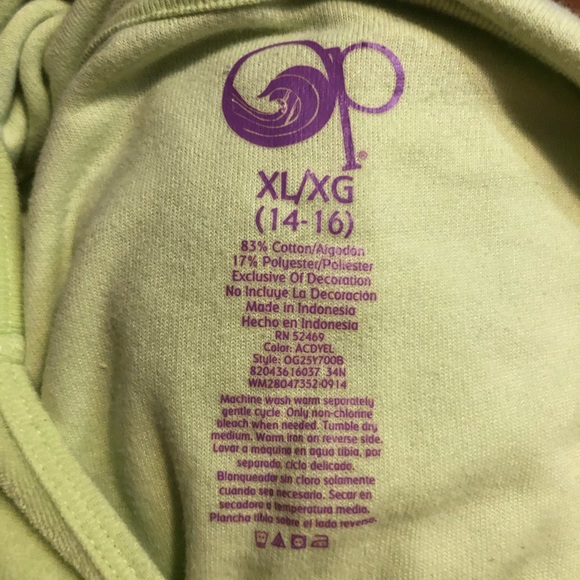 op®
XL/XG
(14-16)
83% Cotton/Algodón
17% Polyester/Poliéster
Exclusive Of Decoration
No Incluye La Decoración
Made in Indonesia
Hecho en Indonesia
RN 52469
Color: ACDYEL
Style: OG25Y700B
82043616037 34N
WM28047352-0914
Machine wash warm separately
gentle cycle. Only non-chlorine
bleach when needed. Tumble dry
medium. Warm iron on reverse side.
Lavar a máquina en agua tibia, por
separado, ciclo delicado.
Blanqueador sin cloro solamente
cuando sea necesario. Secar en
secadora a temperatura media.
Plancha tibia sobre el lado reverso.